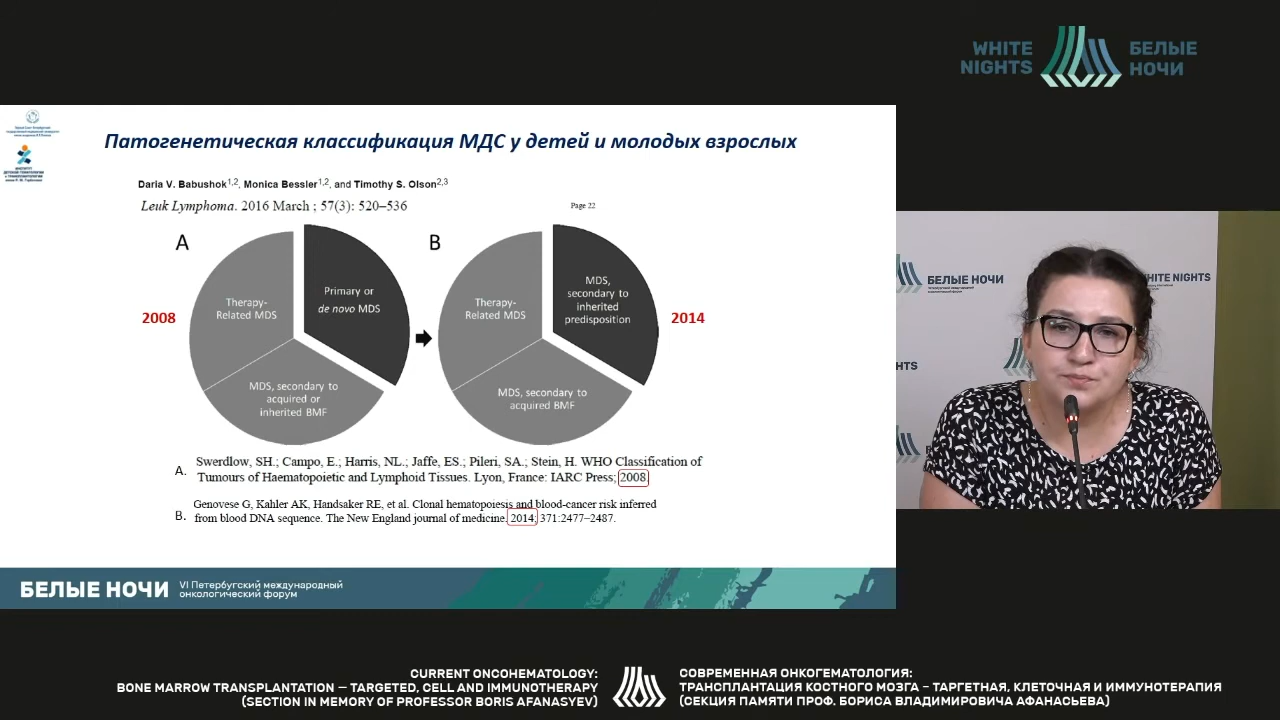 WHITE
NIGHTS
БЕЛЫЕ
НОЧИ
Патогенетическая классификация МДС у детей и молодых взрослых
Daria V. Babushok1,2, Monica Bessler1,2, and Timothy S. Olson2,3
Leuk Lymphoma. 2016 March ; 57(3): 520–536
Page 22
A
B
2008
Therapy-
Related MDS
Primary or
de novo MDS
MDS, secondary to
acquired or
inherited BMF
Therapy-
Related MDS
MDS,
secondary to
inherited
predisposition
MDS, secondary to
acquired BMF
2014
A. Swerdlow, SH.; Campo, E.; Harris, NL.; Jaffe, ES.; Pileri, SA.; Stein, H. WHO Classification of
Tumours of Haematopoietic and Lymphoid Tissues. Lyon, France: IARC Press; 2008
B. Genovese G, Kahler AK, Handsaker RE, et al. Clonal hematopoiesis and blood-cancer risk inferred
from blood DNA sequence. The New England journal of medicine. 2014; 371:2477–2487.
БЕЛЫЕ НОЧИ
VI Петербургский международный
онкологический форум
БЕЛЫЕ НОЧИ
WHITE NIGHTS
HTS
CURRENT ONCOHEMATOLOGY:
BONE MARROW TRANSPLANTATION – TARGETED, CELL AND IMMUNOTHERAPY
(SECTION IN MEMORY OF PROFESSOR BORIS AFANASYEV)
СОВРЕМЕННАЯ ОНКОГЕМАТОЛОГИЯ:
ТРАНСПЛАНТАЦИЯ КОСТНОГО МОЗГА – ТАРГЕТНАЯ, КЛЕТОЧНАЯ И ИММУНОТЕРАПИЯ
(СЕКЦИЯ ПАМЯТИ ПРОФ. БОРИСА ВЛАДИМИРОВИЧА АФАНАСЬЕВА)